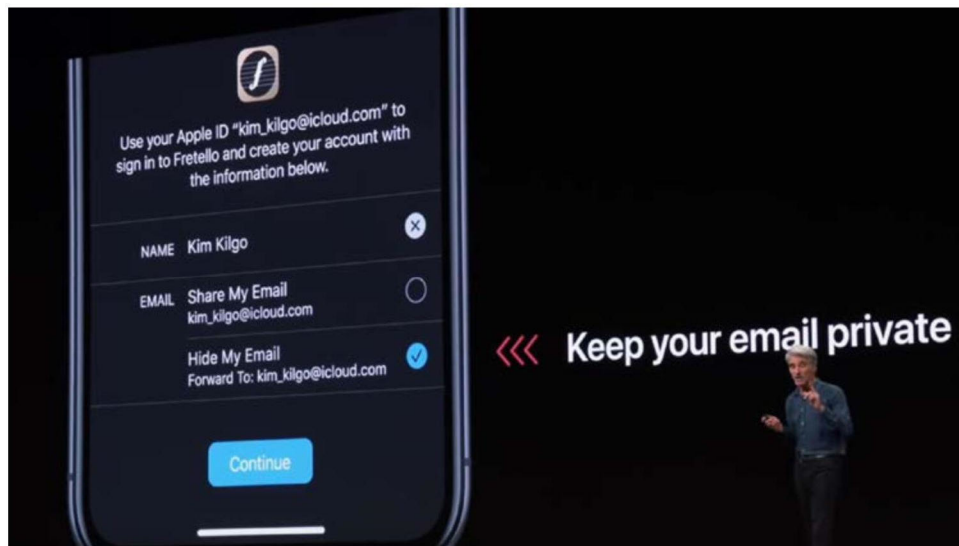 Use your Apple ID “kim_kilgo@icloud.com” to
sign in to Fretello and create your account with
the information below.
NAME Kim Kilgo
EMAIL Share My Email
kim_kilgo@icloud.com
Hide My Email
Forward To: kim_kilgo@icloud.com
Continue
Keep your email private